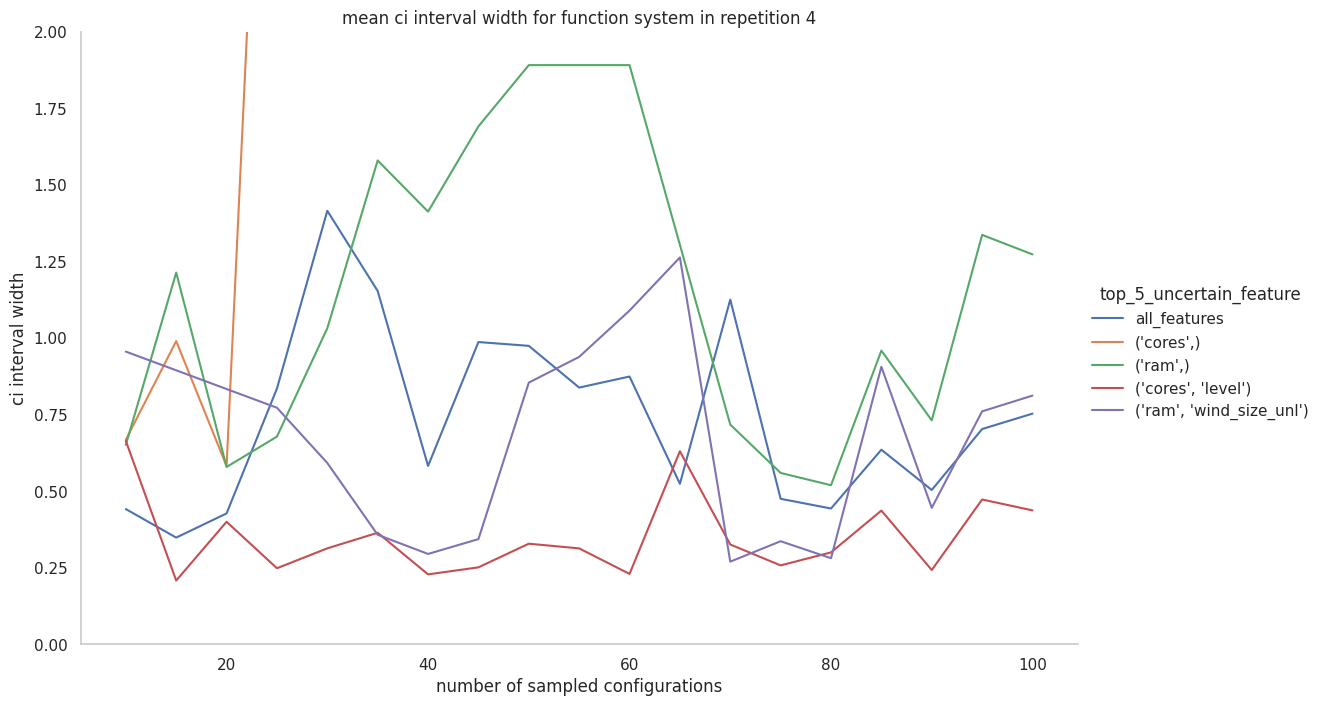 mean ci interval width for function system in repetition 4
2.00
1.75
1.50
1.25
1.00
0.75
0.50
0.25
0.00
ci interval width
20
40
60
80
100
number of sampled configurations
top_5_uncertain_feature
all_features
('cores',)
('ram',)
('cores', 'level')
('ram', 'wind_size_unl')